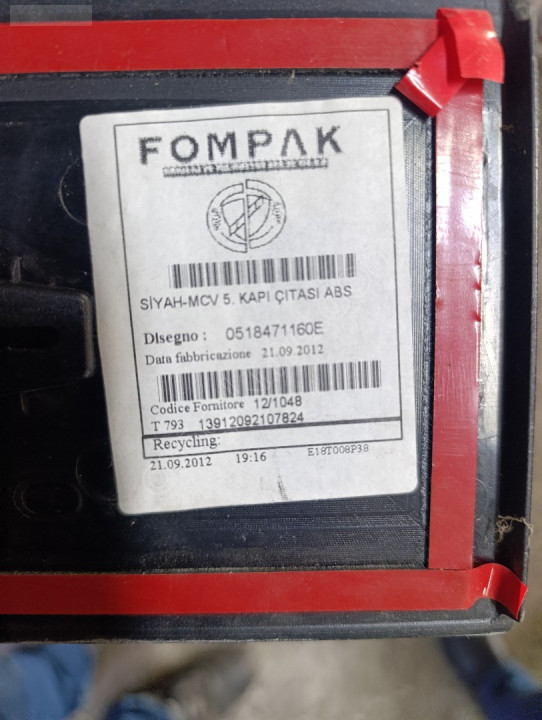 FOMPAK
SİYAH-MCV 5. KAPI ÇITASI ABS
Disegno : 0518471160E
Data fabbricazione 21.09.2012
Codice Fornitore 12/1048
T 793 13912092107824
Recycling:
21.09.2012 19:16 E18T008P38